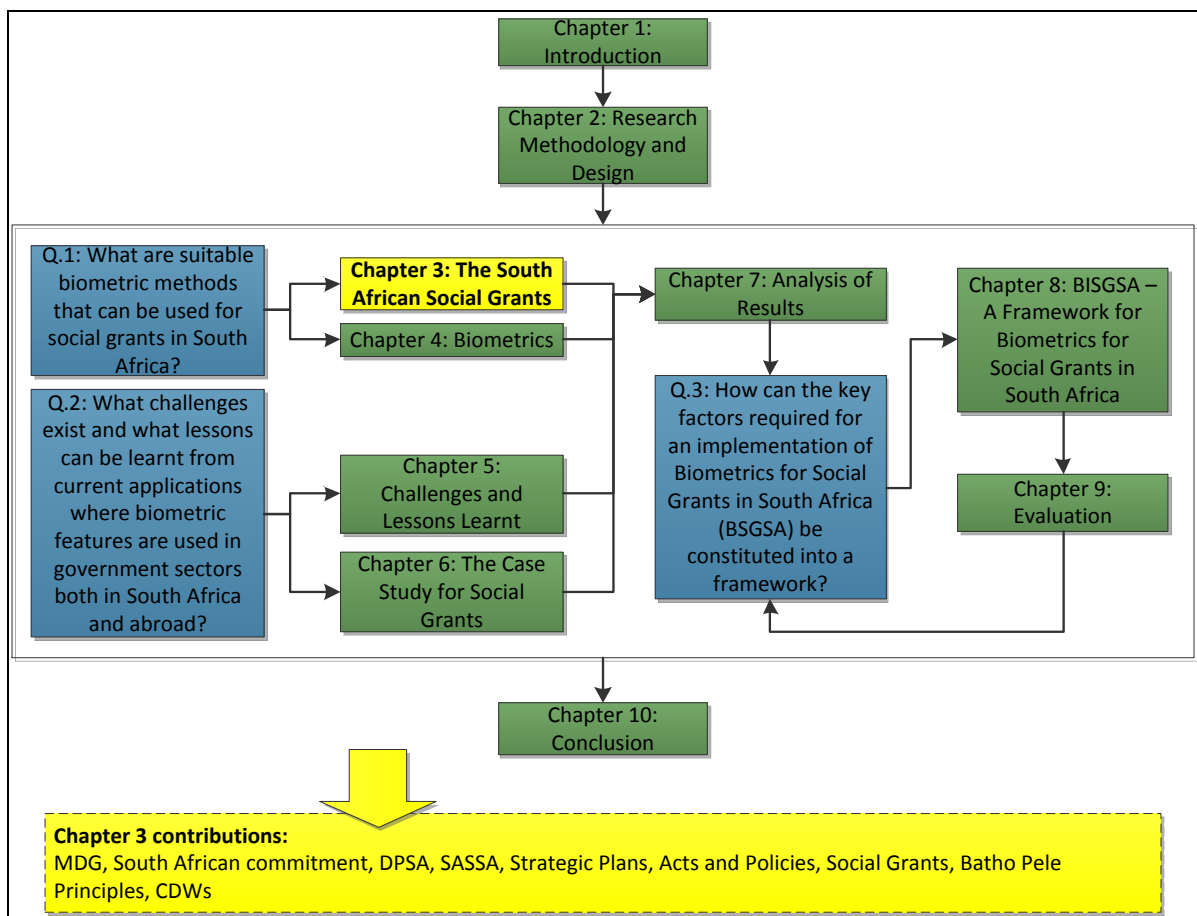 Chapter 1:
Introduction
Chapter 2: Research
Methodology and
Design
Q.1: What are suitable
biometric methods
that can be used for
social grants in South
Africa?
Chapter 3: The South
African Social Grants
Chapter 4: Biometrics
Q.2: What challenges
exist and what lessons
can be learnt from
current applications
where biometric
features are used in
government sectors
both in South Africa
and abroad?
Chapter 5:
Challenges and
Lessons Learnt
Chapter 6: The Case
Study for Social
Grants
Chapter 7: Analysis of
Results
Q.3: How can the key
factors required for
an implementation of
Biometrics for Social
Grants in South Africa
(BSGSA) be
constituted into a
framework?
Chapter 8: BISGSA –
A Framework for
Biometrics for
Social Grants in
South Africa
Chapter 9:
Evaluation
Chapter 10:
Conclusion
Chapter 3 contributions:
MDG, South African commitment, DPSA, SASSA, Strategic Plans, Acts and Policies, Social Grants, Batho Pele
Principles, CDWs